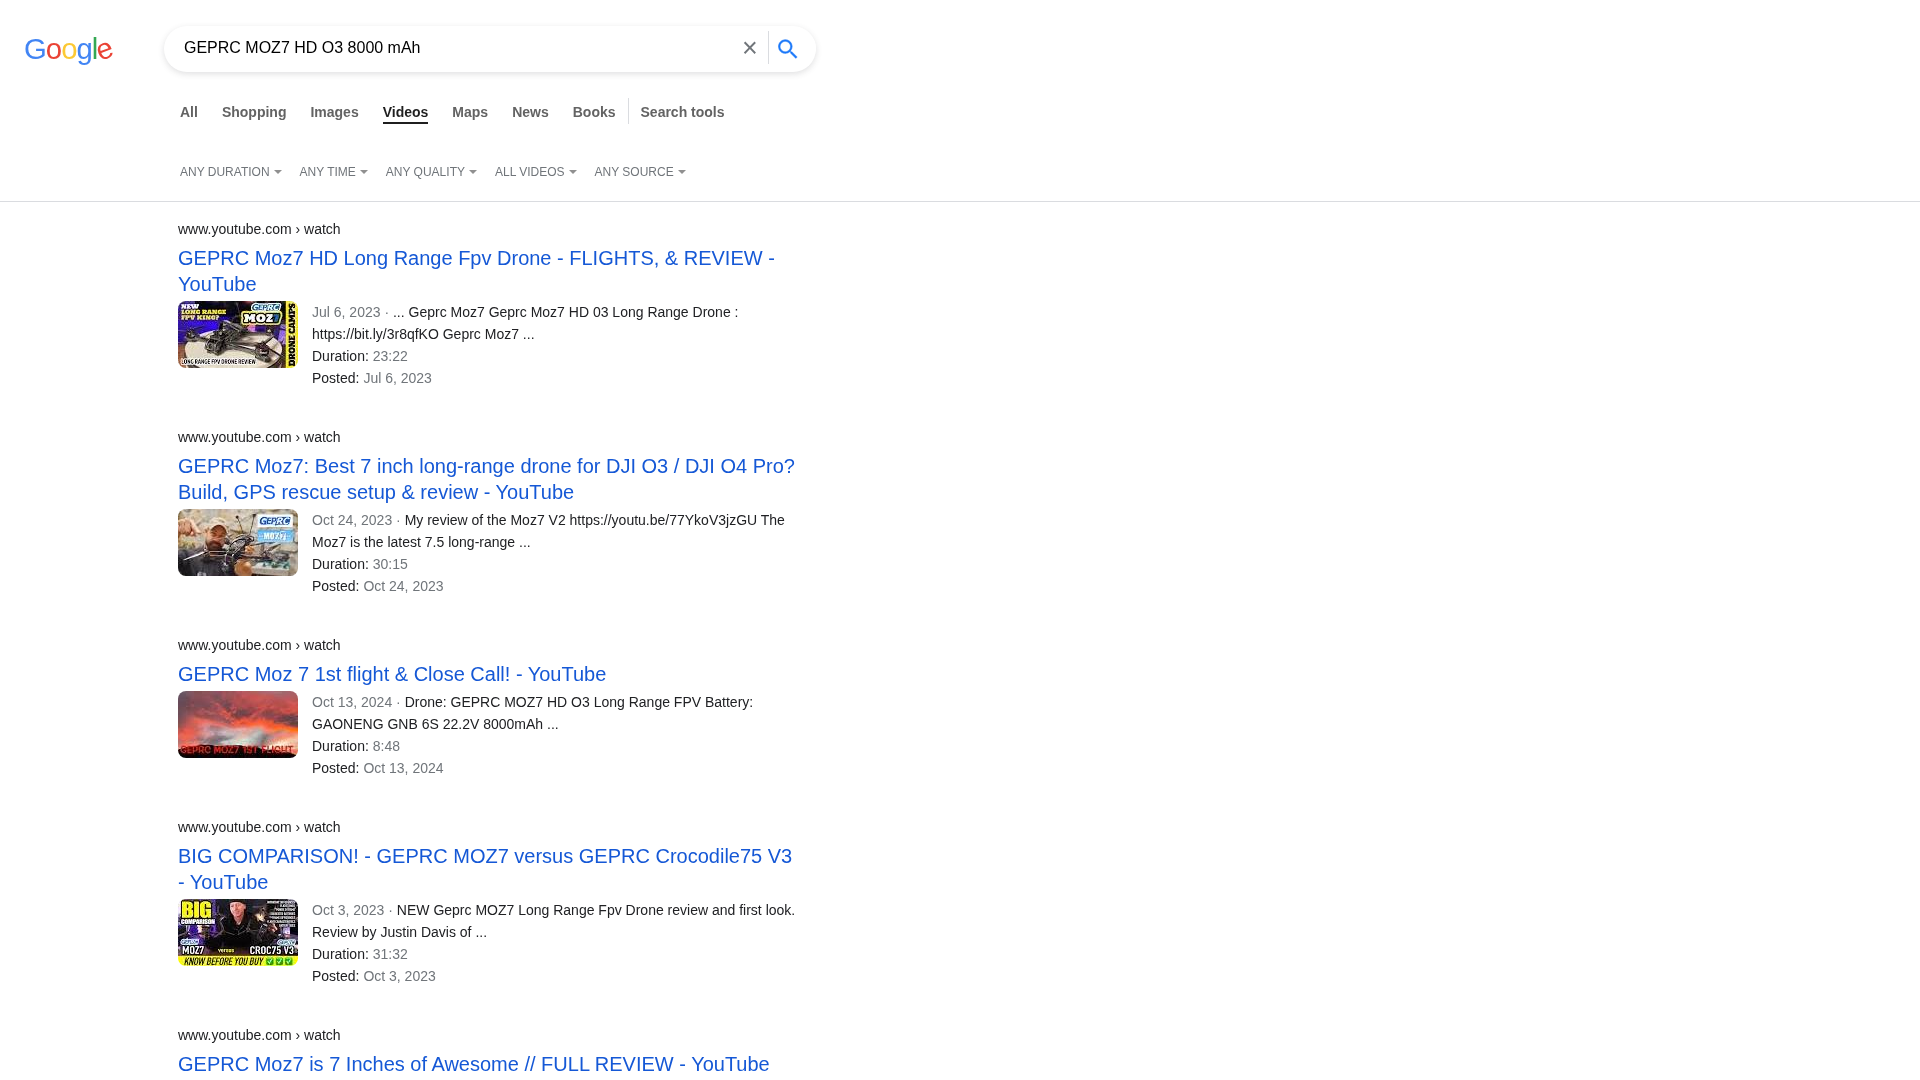 Google
GEPRC MOZ7 HD O3 8000 mAh
All Shopping Images Videos Maps News Books Search tools
ANY DURATION ANY TIME ANY QUALITY ALL VIDEOS ANY SOURCE
www.youtube.com › watch
GEPRC Moz7 HD Long Range Fpv Drone - FLIGHTS, & REVIEW -
YouTube
NEW
LONG RANGE
FPV KING?
GEPRC
MOZ7
DRONE CAMPS
LONG RANGE FPV DRONE REVIEW
Jul 6, 2023 · ... Geprc Moz7 Geprc Moz7 HD 03 Long Range Drone :
https://bit.ly/3r8qfKO Geprc Moz7 ...
Duration: 23:22
Posted: Jul 6, 2023
www.youtube.com › watch
GEPRC Moz7: Best 7 inch long-range drone for DJI O3 / DJI O4 Pro?
Build, GPS rescue setup & review - YouTube
GEPRC
MOZ7
Oct 24, 2023 · My review of the Moz7 V2 https://youtu.be/77YkoV3jzGU The
Moz7 is the latest 7.5 long-range ...
Duration: 30:15
Posted: Oct 24, 2023
www.youtube.com › watch
GEPRC Moz 7 1st flight & Close Call! - YouTube
GEPRC MOZ7 1ST FLIGHT
Oct 13, 2024 · Drone: GEPRC MOZ7 HD O3 Long Range FPV Battery:
GAONENG GNB 6S 22.2V 8000mAh ...
Duration: 8:48
Posted: Oct 13, 2024
www.youtube.com › watch
BIG COMPARISON! - GEPRC MOZ7 versus GEPRC Crocodile75 V3
- YouTube
BIG
COMPARISON
MOZ7 versus CROC75 V3
KNOW BEFORE YOU BUY
Oct 3, 2023 · NEW Geprc MOZ7 Long Range Fpv Drone review and first look.
Review by Justin Davis of ...
Duration: 31:32
Posted: Oct 3, 2023
www.youtube.com › watch
GEPRC Moz7 is 7 Inches of Awesome // FULL REVIEW - YouTube